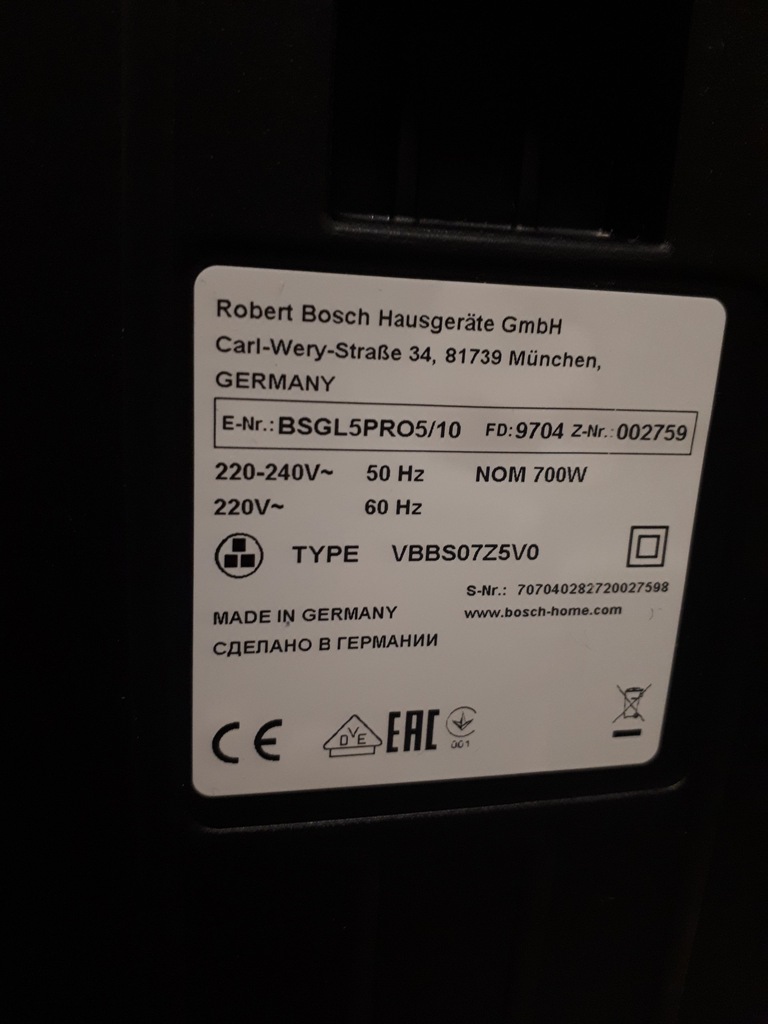 Robert Bosch Hausgeräte GmbH
Carl-Wery-Straße 34, 81739 München,
GERMANY
E-Nr.: BSGL5PRO5/10 FD: 9704 Z-Nr.: 002759
220-240V~ 50 Hz NOM 700W
220V~ 60 Hz
TYPE VBBS07Z5V0
S-Nr.: 707040282720027598
MADE IN GERMANY www.bosch-home.com
СДЕЛАНО В ГЕРМАНИИ
CE DVE EAC
001